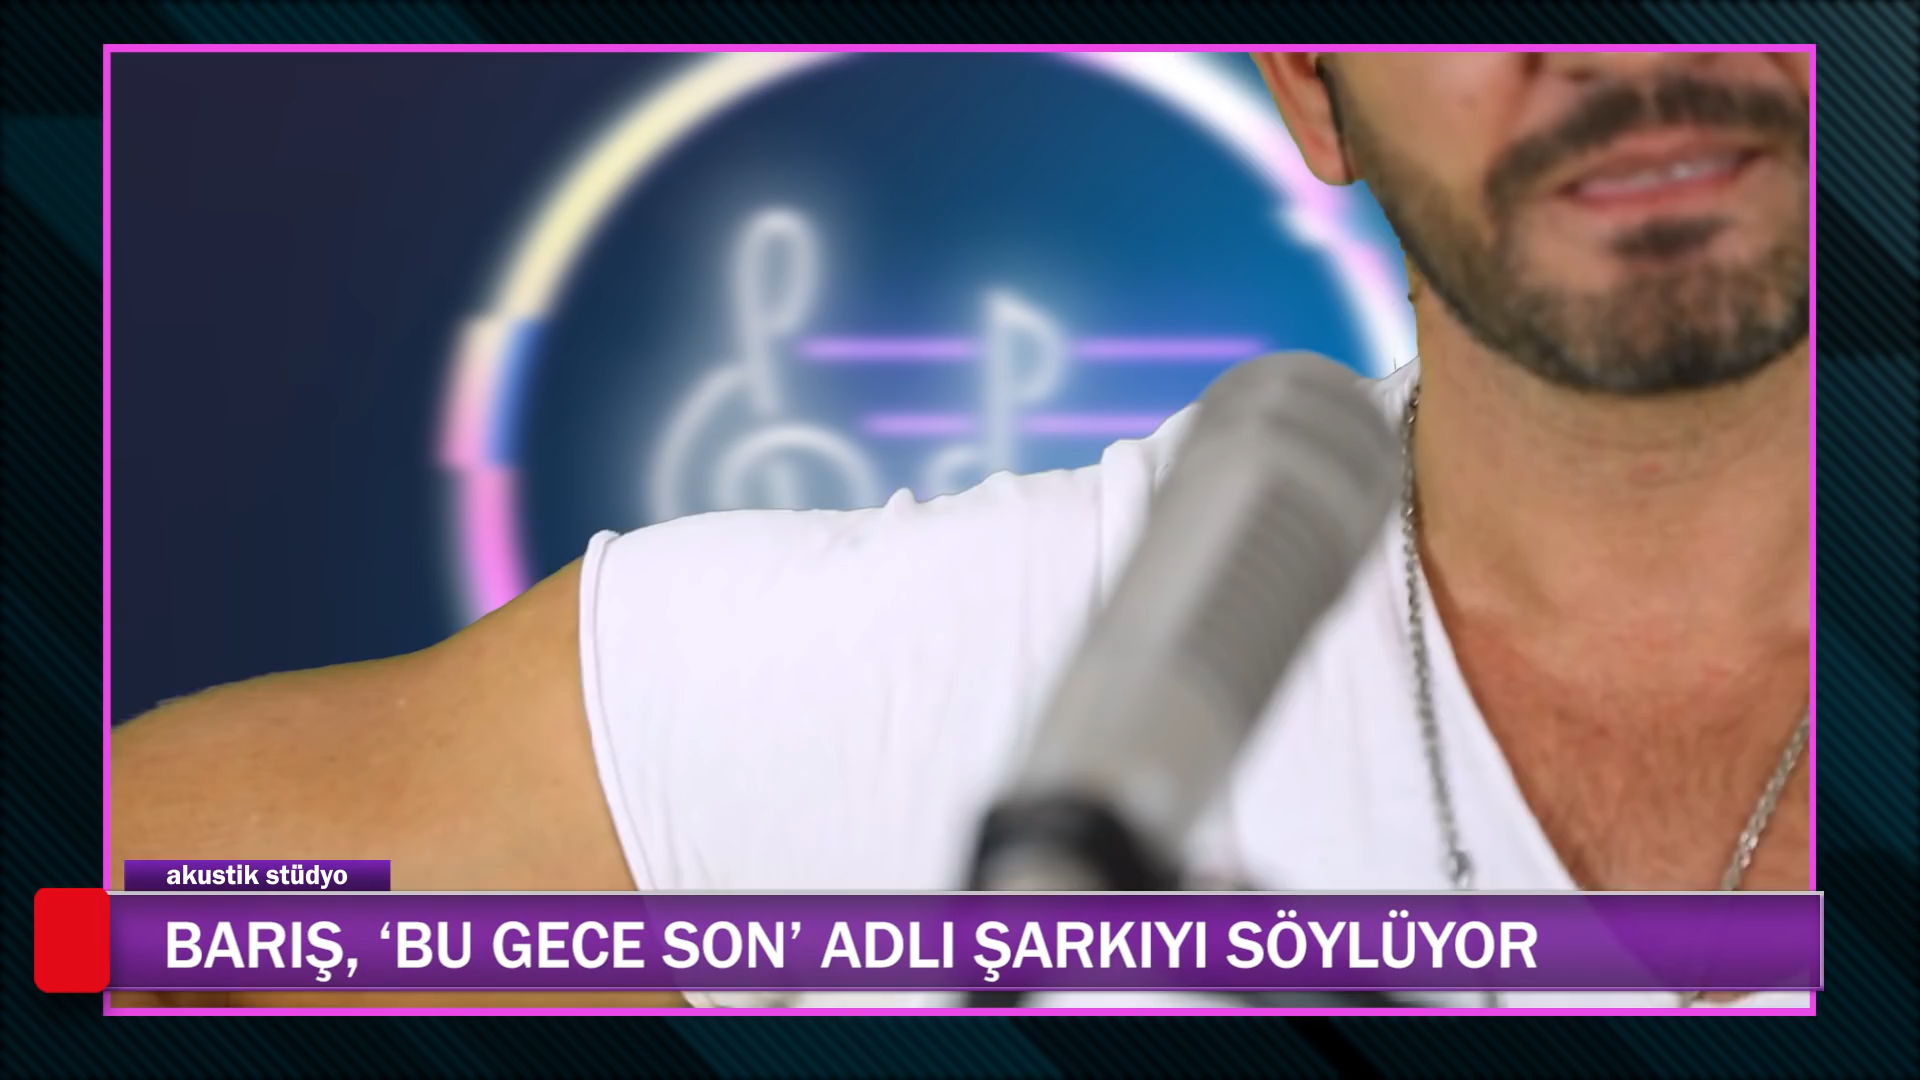 akustik stüdyo
BARIŞ, ‘BU GECE SON’ ADLI ŞARKIYI SÖYLÜYOR